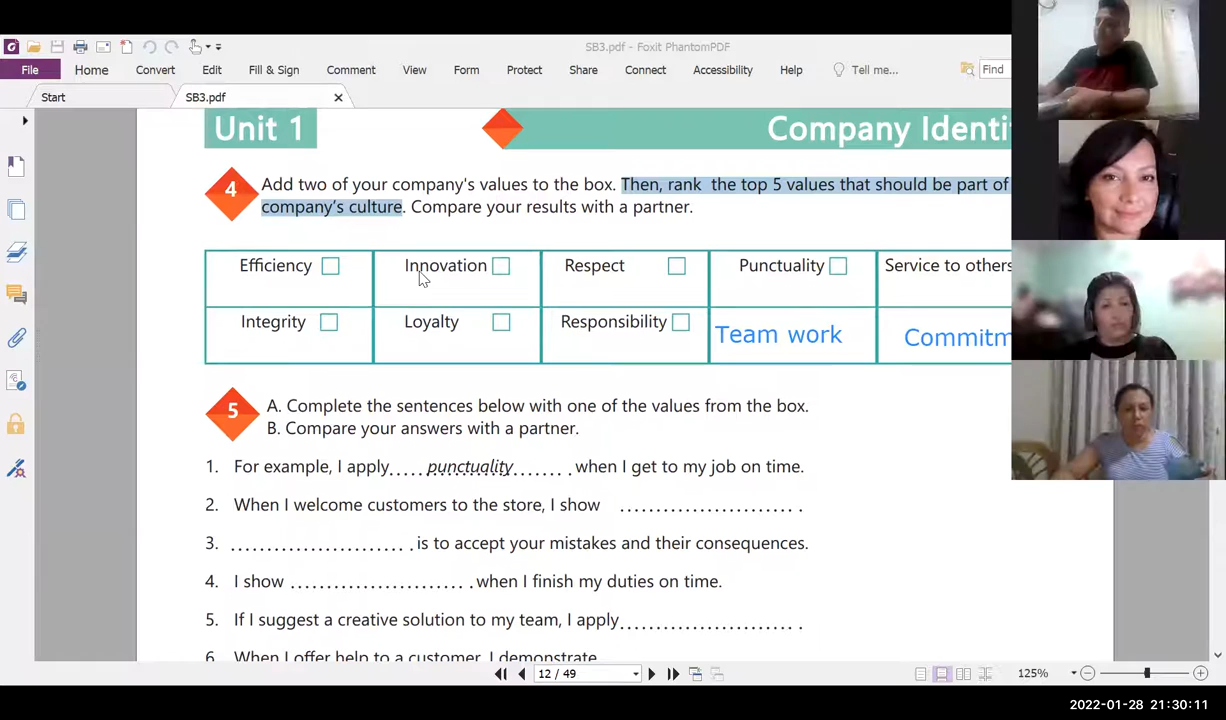 SB3.pdf - Foxit PhantomPDF
File Home Convert Edit Fill & Sign Comment View Form Protect Share Connect Accessibility Help Tell me... Find
Start SB3.pdf
Unit 1 Company Identi
4 Add two of your company's values to the box. Then, rank the top 5 values that should be part of
company's culture. Compare your results with a partner.
Efficiency Innovation Respect Punctuality Service to others
Integrity Loyalty Responsibility Team work Commitm
5 A. Complete the sentences below with one of the values from the box.
B. Compare your answers with a partner.
1. For example, I apply.....punctuality....... .when I get to my job on time.
2. When I welcome customers to the store, I show ........................ .
3. ........................ .is to accept your mistakes and their consequences.
4. I show ........................ .when I finish my duties on time.
5. If I suggest a creative solution to my team, I apply........................ .
6. When I offer help to a customer, I demonstrate
12 / 49 125%
2022-01-28 21:30:11